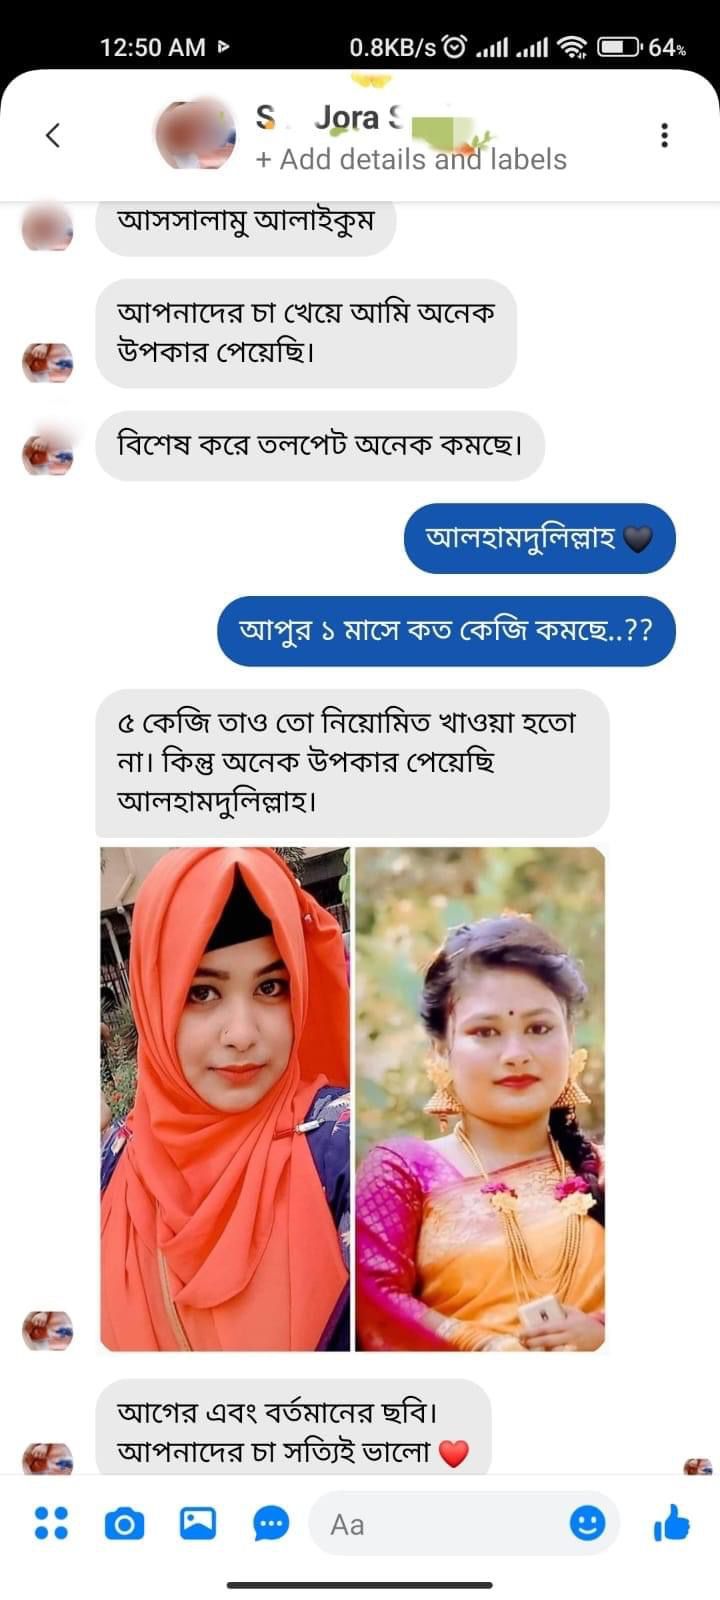 12:50 AM
0.8KB/s
64%
S Jora S
+ Add details and labels
আসসালামু আলাইকুম
আপনাদের চা খেয়ে আমি অনেক
উপকার পেয়েছি।
বিশেষ করে তলপেট অনেক কমছে।
আলহামদুলিল্লাহ 🖤
আপুর ১ মাসে কত কেজি কমছে..??
৫ কেজি তাও তো নিয়োমিত খাওয়া হতো
না। কিন্তু অনেক উপকার পেয়েছি
আলহামদুলিল্লাহ।
আগের এবং বর্তমানের ছবি।
আপনাদের চা সত্যিই ভালো ❤️
Aa